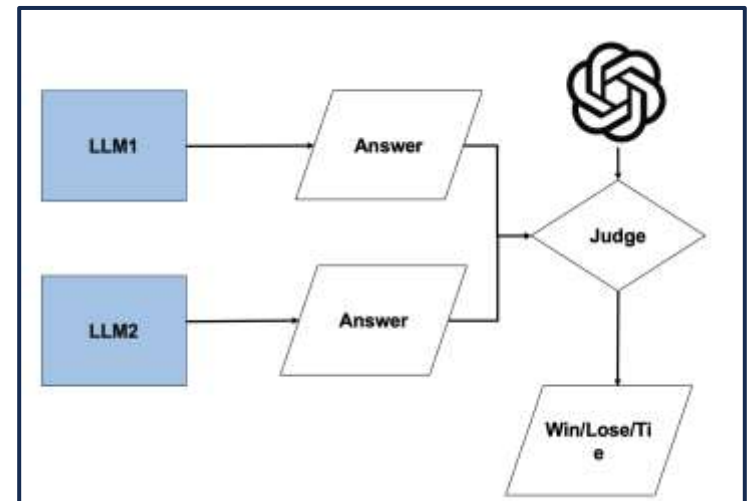 LLM1
Answer
Judge
LLM2
Answer
Win/Lose/Ti
e